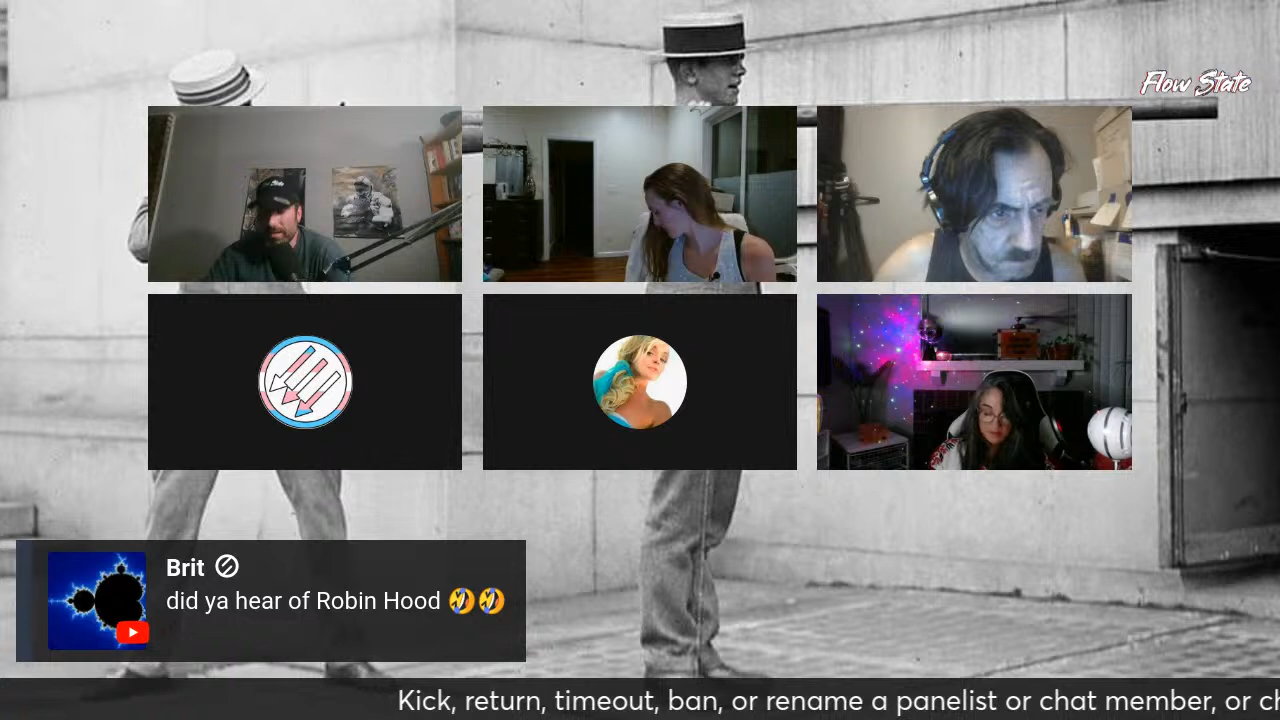 Flow State
Brit
did ya hear of Robin Hood 🤣🤣
Kick, return, timeout, ban, or rename a panelist or chat member, or ch